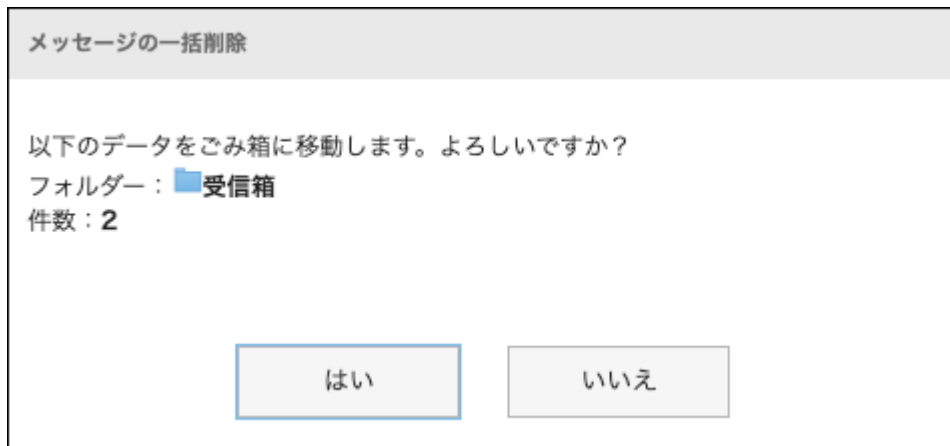 メッセージの一括削除
以下のデータをごみ箱に移動します。よろしいですか？
フォルダー：受信箱
件数：2
はい
いいえ